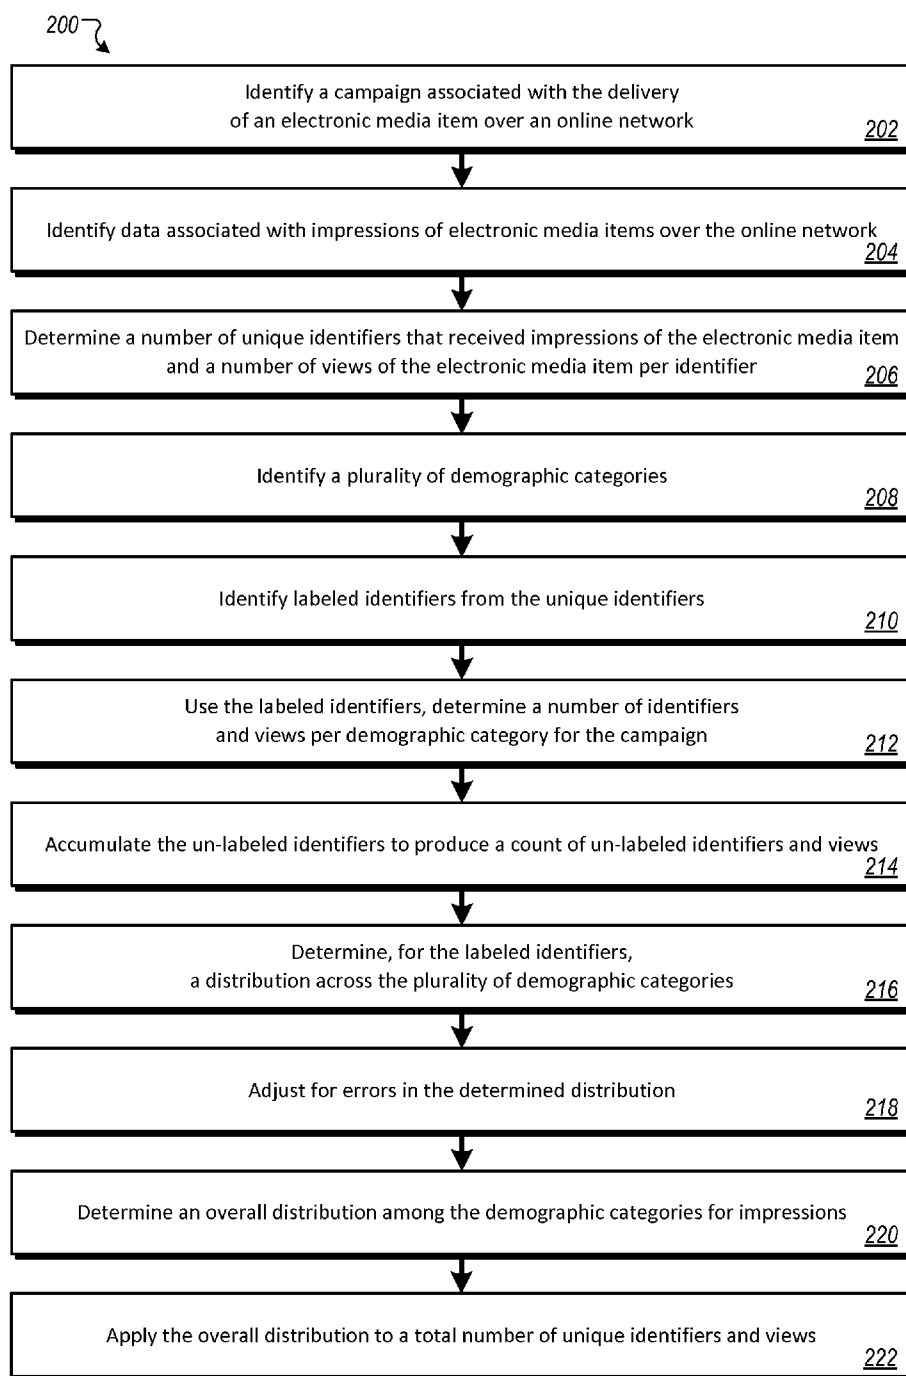 200
Identify a campaign associated with the delivery
of an electronic media item over an online network
202
Identify data associated with impressions of electronic media items over the online network
204
Determine a number of unique identifiers that received impressions of the electronic media item
and a number of views of the electronic media item per identifier
206
Identify a plurality of demographic categories
208
Identify labeled identifiers from the unique identifiers
210
Use the labeled identifiers, determine a number of identifiers
and views per demographic category for the campaign
212
Accumulate the un-labeled identifiers to produce a count of un-labeled identifiers and views
214
Determine, for the labeled identifiers,
a distribution across the plurality of demographic categories
216
Adjust for errors in the determined distribution
218
Determine an overall distribution among the demographic categories for impressions
220
Apply the overall distribution to a total number of unique identifiers and views
222